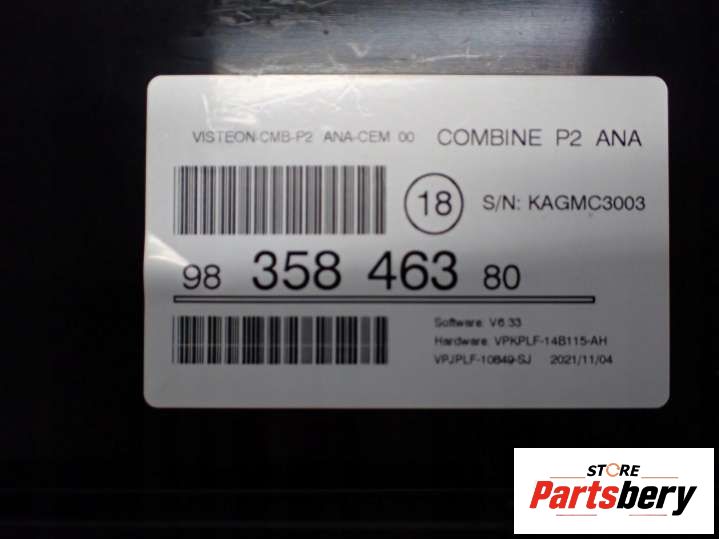 VISTEON-CMB-P2 ANA-CEM 00 COMBINE P2 ANA
18 S/N: KAGMC3003
98 358 463 80
Software: V6.33
Hardware: VPKPLF-14B115-AH
VPJPLF-10849-SJ 2021/11/04
STORE
Partsbery